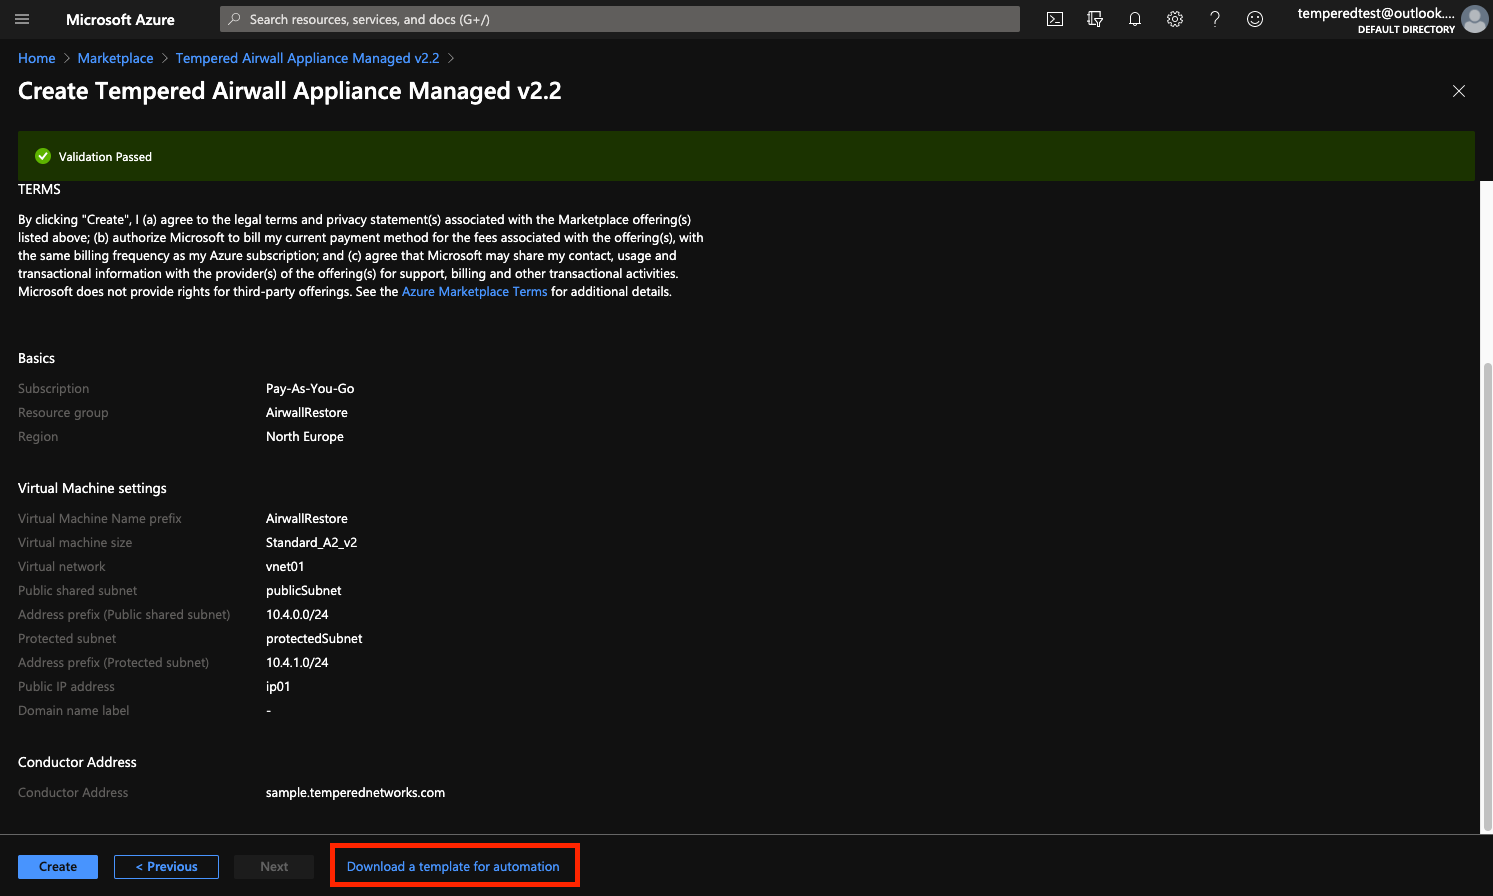 Microsoft Azure
Search resources, services, and docs (G+/)
temperedtest@outlook....
DEFAULT DIRECTORY
Home > Marketplace > Tempered Airwall Appliance Managed v2.2 >
Create Tempered Airwall Appliance Managed v2.2
Validation Passed
TERMS
By clicking "Create", I (a) agree to the legal terms and privacy statement(s) associated with the Marketplace offering(s)
listed above; (b) authorize Microsoft to bill my current payment method for the fees associated with the offering(s), with
the same billing frequency as my Azure subscription; and (c) agree that Microsoft may share my contact, usage and
transactional information with the provider(s) of the offering(s) for support, billing and other transactional activities.
Microsoft does not provide rights for third-party offerings. See the Azure Marketplace Terms for additional details.
Basics
Subscription Pay-As-You-Go
Resource group AirwallRestore
Region North Europe
Virtual Machine settings
Virtual Machine Name prefix AirwallRestore
Virtual machine size Standard_A2_v2
Virtual network vnet01
Public shared subnet publicSubnet
Address prefix (Public shared subnet) 10.4.0.0/24
Protected subnet protectedSubnet
Address prefix (Protected subnet) 10.4.1.0/24
Public IP address ip01
Domain name label -
Conductor Address
Conductor Address sample.temperednetworks.com
Create < Previous Next Download a template for automation